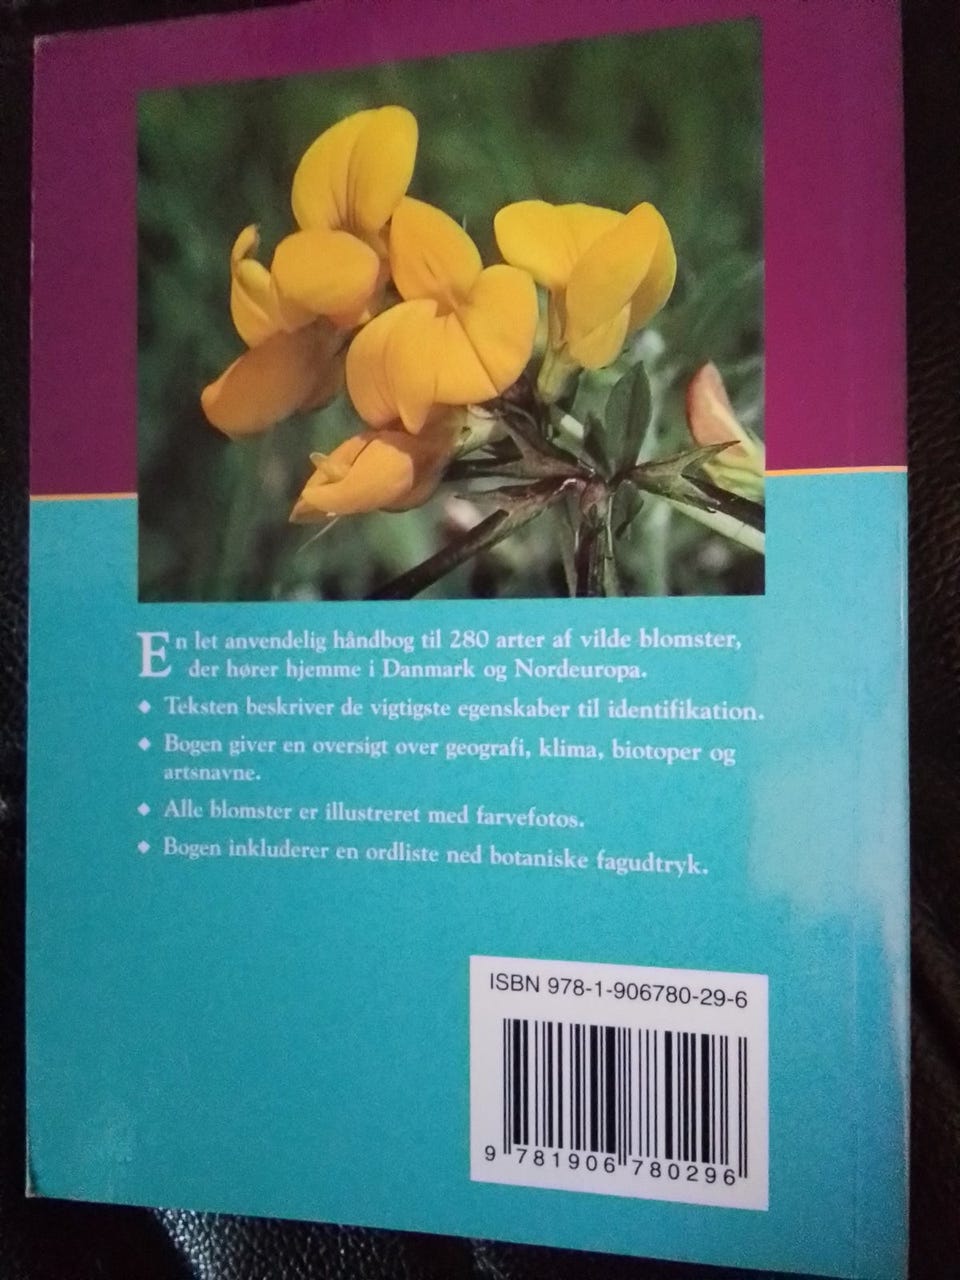 En let anvendelig håndbog til 280 arter af vilde blomster,
der hører hjemme i Danmark og Nordeuropa.
◆ Teksten beskriver de vigtigste egenskaber til identifikation.
◆ Bogen giver en oversigt over geografi, klima, biotoper og
artsnavne.
◆ Alle blomster er illustreret med farvefotos.
◆ Bogen inkluderer en ordliste ned botaniske fagudtryk.
ISBN 978-1-906780-29-6
9 781906 780296